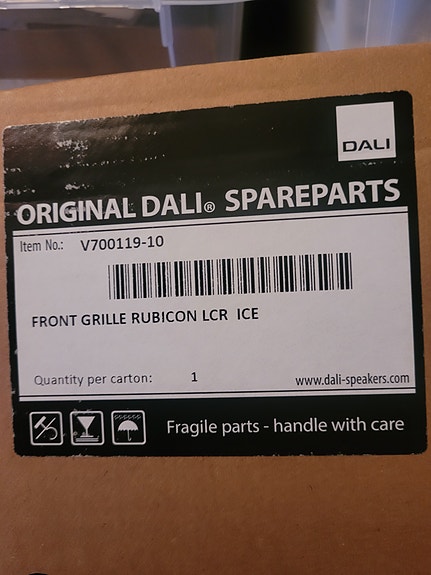 DALI
ORIGINAL DALI® SPAREPARTS
Item No.: V700119-10
FRONT GRILLE RUBICON LCR ICE
Quantity per carton: 1 www.dali-speakers.com
Fragile parts - handle with care